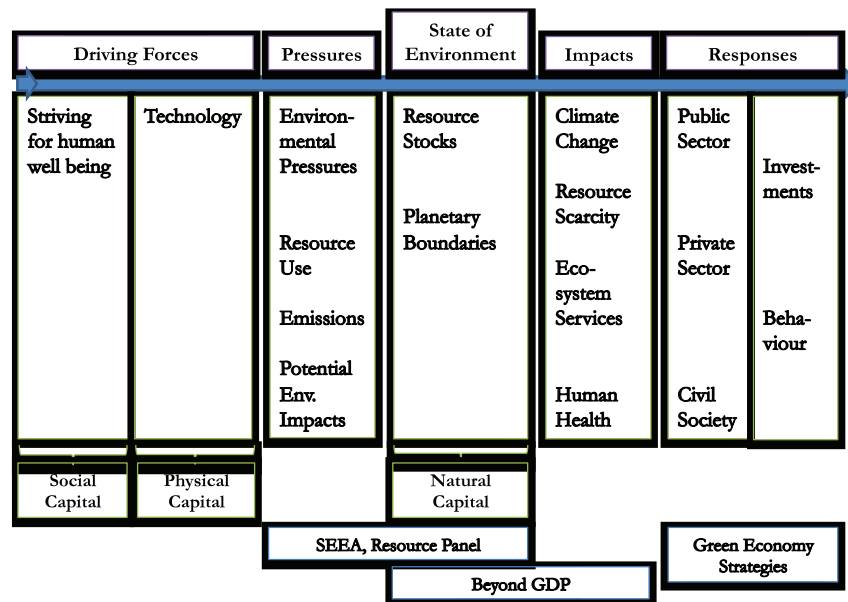 Driving Forces
Pressures
State of
Environment
Impacts
Responses
Striving
for human
well being
Technology
Environ-
mental
Pressures
Resource
Use
Emissions
Potential
Env.
Impacts
Resource
Stocks
Planetary
Boundaries
Climate
Change
Resource
Scarcity
Eco-
system
Services
Human
Health
Public
Sector
Private
Sector
Civil
Society
Invest-
ments
Beha-
viour
Social
Capital
Physical
Capital
Natural
Capital
SEEA, Resource Panel
Beyond GDP
Green Economy
Strategies